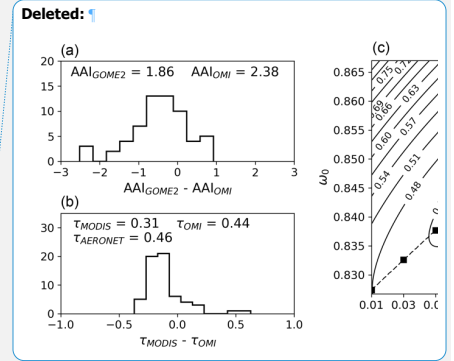 Deleted: ¶
(a)
AAI_GOME2 = 1.86 AAI_OMI = 2.38
20
15
10
5
0
−3 −2 −1 0 1 2 3
AAI_GOME2 - AAI_OMI
(b)
τ_MODIS = 0.31 τ_OMI = 0.44
τ_AERONET = 0.46
30
20
10
0
−1.0 −0.5 0.0 0.5 1.0
τ_MODIS - τ_OMI
(c)
0.865
0.860
0.855
0.850
0.845
0.840
0.835
0.830
ω₀
0.75
0.72
0.69
0.66
0.63
0.60
0.57
0.54
0.51
0.48
0.01 0.03